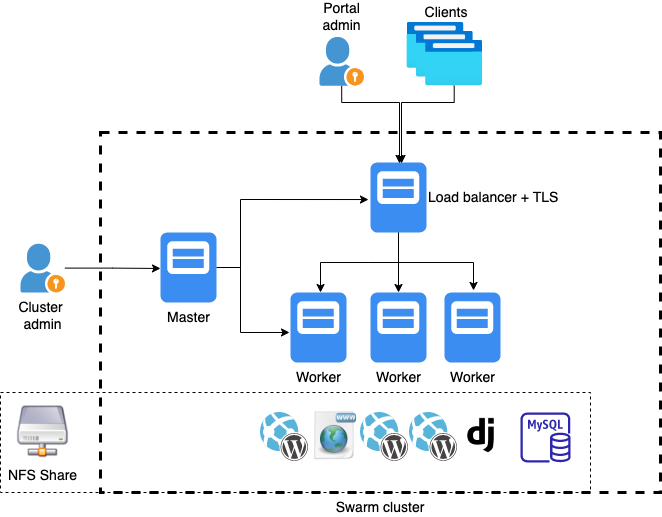 Portal
admin
Clients
Load balancer + TLS
Cluster
admin
Master
Worker
Worker
Worker
NFS Share
W
WWW
W
W
dj
MySQL
Swarm cluster